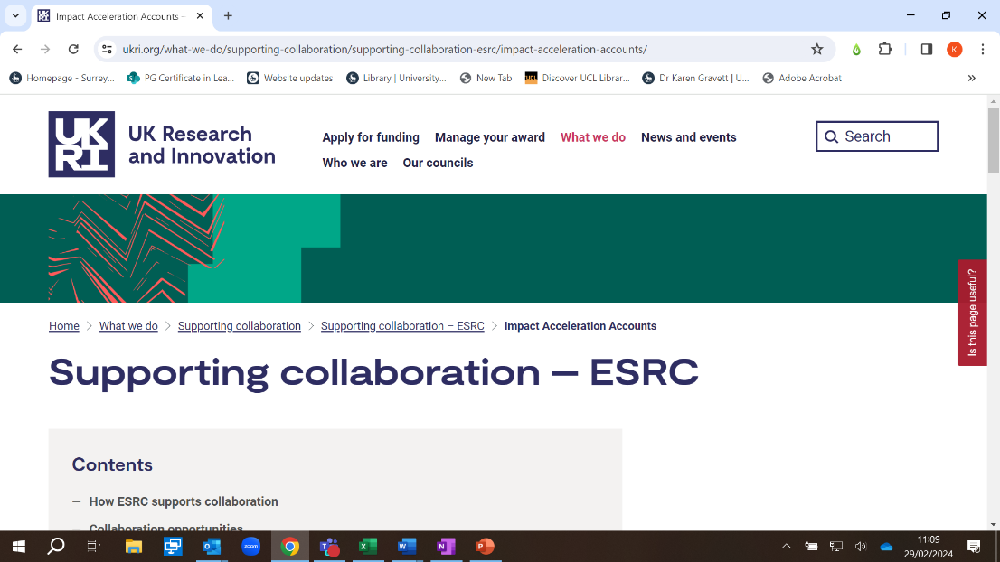 Impact Acceleration Accounts –
ukri.org/what-we-do/supporting-collaboration/supporting-collaboration-esrc/impact-acceleration-accounts/
K
Homepage - Surrey...
PG Certificate in Lea...
Website updates
Library | University...
New Tab
UCL
Discover UCL Librar...
Dr Karen Gravett | U...
Adobe Acrobat
UK
RI
UK Research
and Innovation
Apply for funding
Manage your award
What we do
News and events
Who we are
Our councils
Search
Is this page useful?
Home
What we do
Supporting collaboration
Supporting collaboration – ESRC
Impact Acceleration Accounts
Supporting collaboration – ESRC
Contents
– How ESRC supports collaboration
– Collaboration opportunities
zoom
11:09
29/02/2024